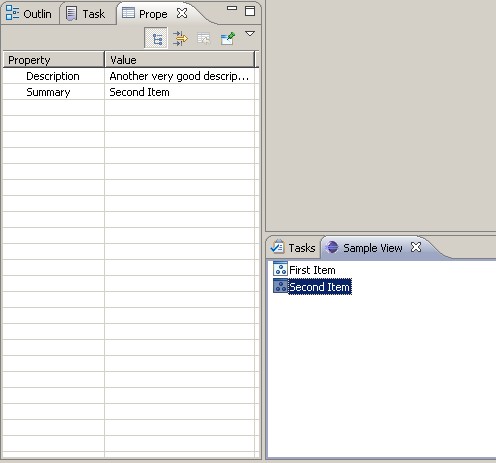 Outlin Task Prope
Property Value
Description Another very good descrip...
Summary Second Item
Tasks Sample View
First Item
Second Item